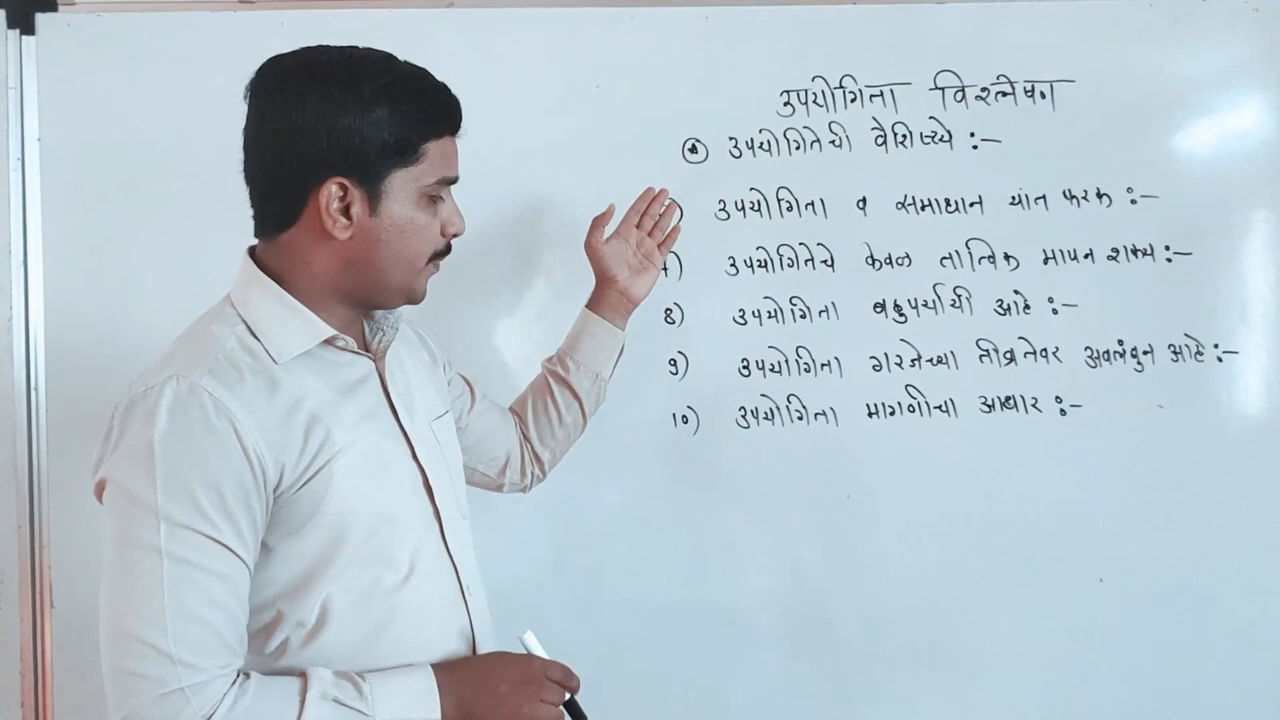 उपयोगिता विश्लेषण
उपयोगितेची वैशिष्ट्ये :-
) उपयोगिता व समाधान यांत फरक :-
7) उपयोगितेचे केवळ तात्विक मापन शक्य :-
8) उपयोगिता बहुपर्यायी आहे :-
9) उपयोगिता गरजेच्या तीव्रतेवर अवलंबुन आहे :-
10) उपयोगिता मागणीचा आधार :-